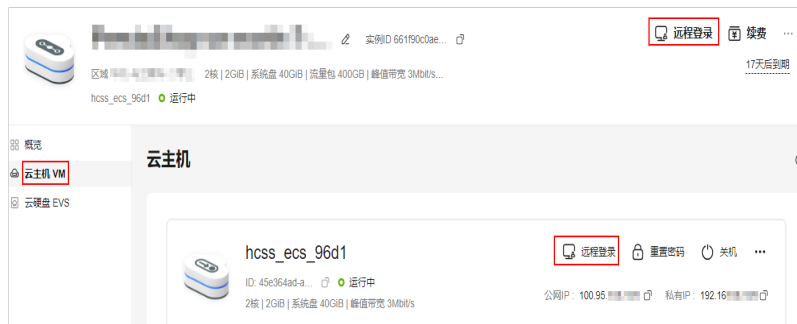 实例ID 661f90c0ae... 远程登录 续费 ...
区域 2核 | 2GiB | 系统盘 40GiB | 流量包 400GB | 峰值带宽 3Mbit/s... 17天后到期
hcss_ecs_96d1 运行中
概览
云主机 VM
云硬盘 EVS
云主机
hcss_ecs_96d1 远程登录 重置密码 关机 ...
ID: 45e364ad-a... 运行中
公网IP： 100.95. 私有IP： 192.16
2核 | 2GiB | 系统盘 40GiB | 峰值带宽 3Mbit/s